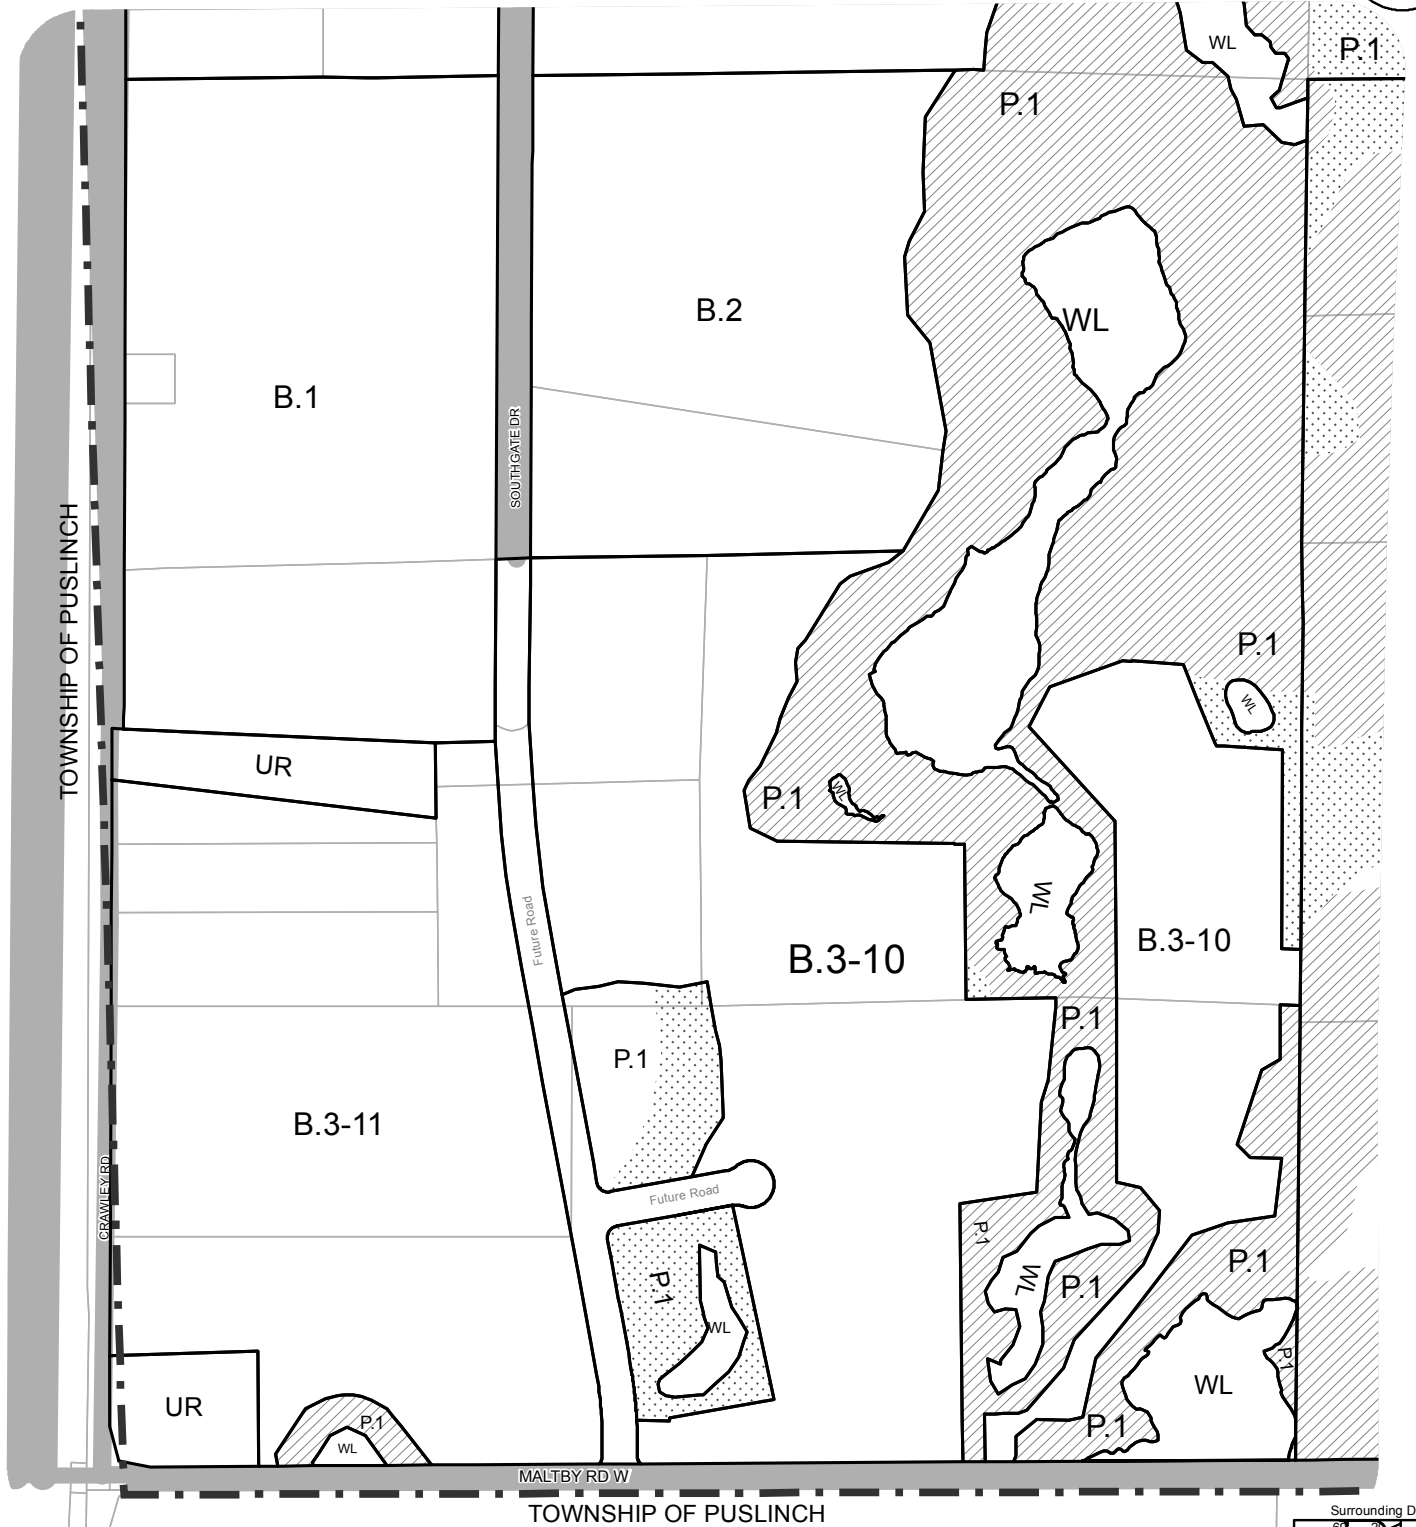 WL
P.1
P.1
WL
B.2
B.1
SOUTHGATE DR
TOWNSHIP OF PUSLINCH
P.1
WL
UR
P.1
WL
WL
Future Road
B.3-10
B.3-10
P.1
P.1
B.3-11
CRAWLEY RD
Future Road
P.1
P.1
WL
P.1
P.1
WL
WL
P.1
UR
P.1
WL
P.1
MALTBY RD W
TOWNSHIP OF PUSLINCH
Surrounding D